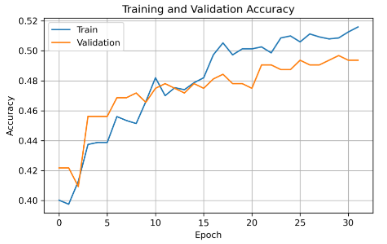 Training and Validation Accuracy
Train
Validation
0.52
0.50
0.48
0.46
0.44
0.42
0.40
Accuracy
0 5 10 15 20 25 30
Epoch